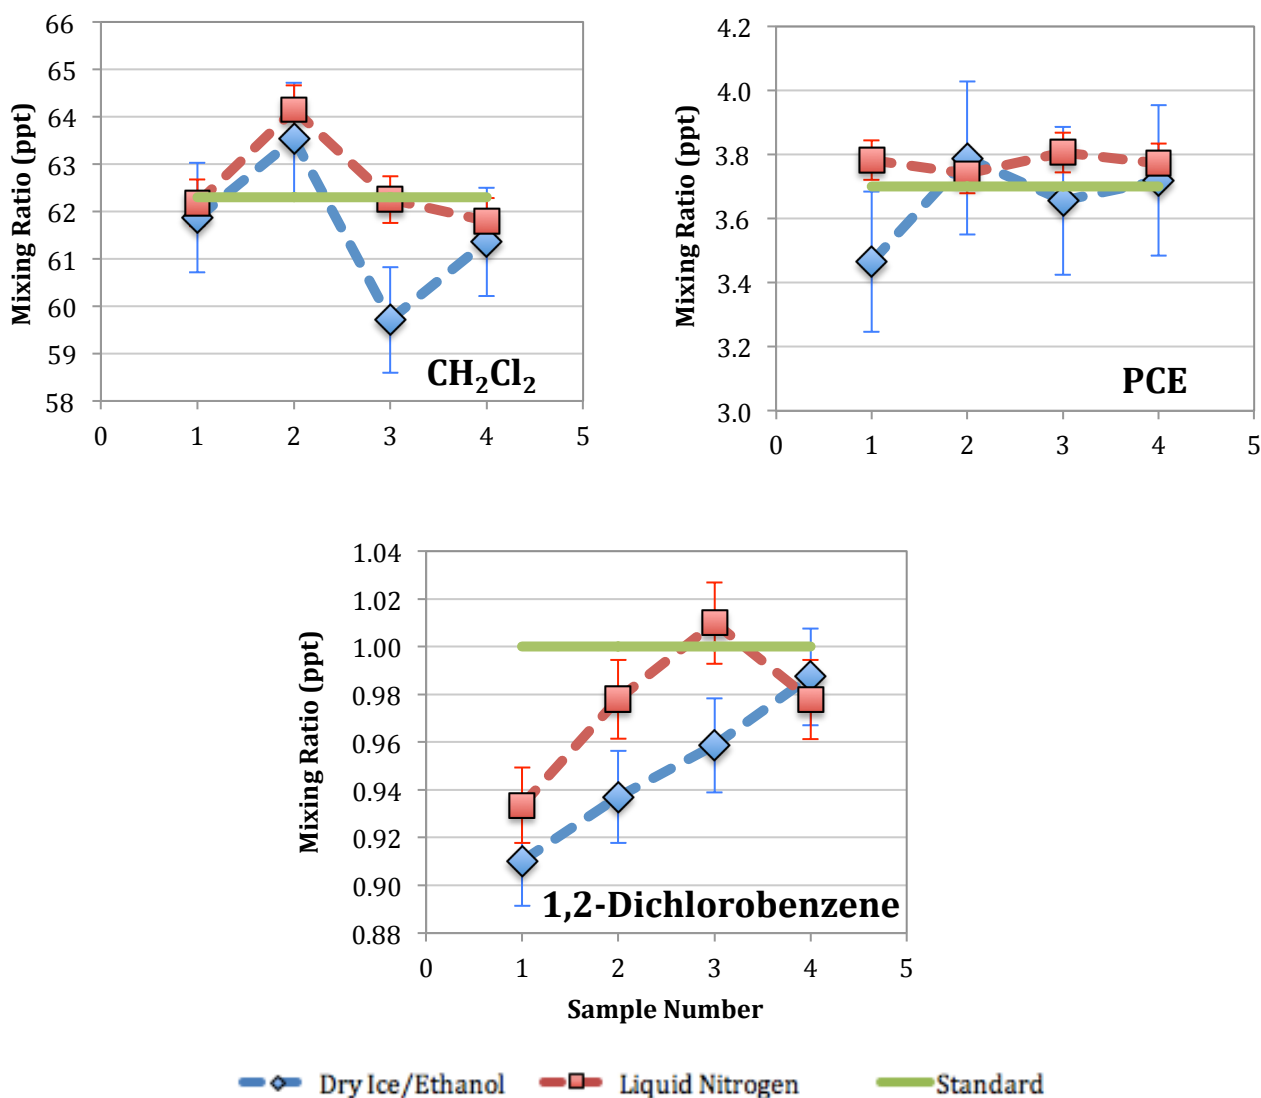 66
65
64
63
62
61
60
59
58
0 1 2 3 4 5
Mixing Ratio (ppt)
CH₂Cl₂
4.2
4.0
3.8
3.6
3.4
3.2
3.0
0 1 2 3 4 5
Mixing Ratio (ppt)
PCE
1.04
1.02
1.00
0.98
0.96
0.94
0.92
0.90
0.88
0 1 2 3 4 5
Mixing Ratio (ppt)
1,2-Dichlorobenzene
Sample Number
Dry Ice/Ethanol Liquid Nitrogen Standard